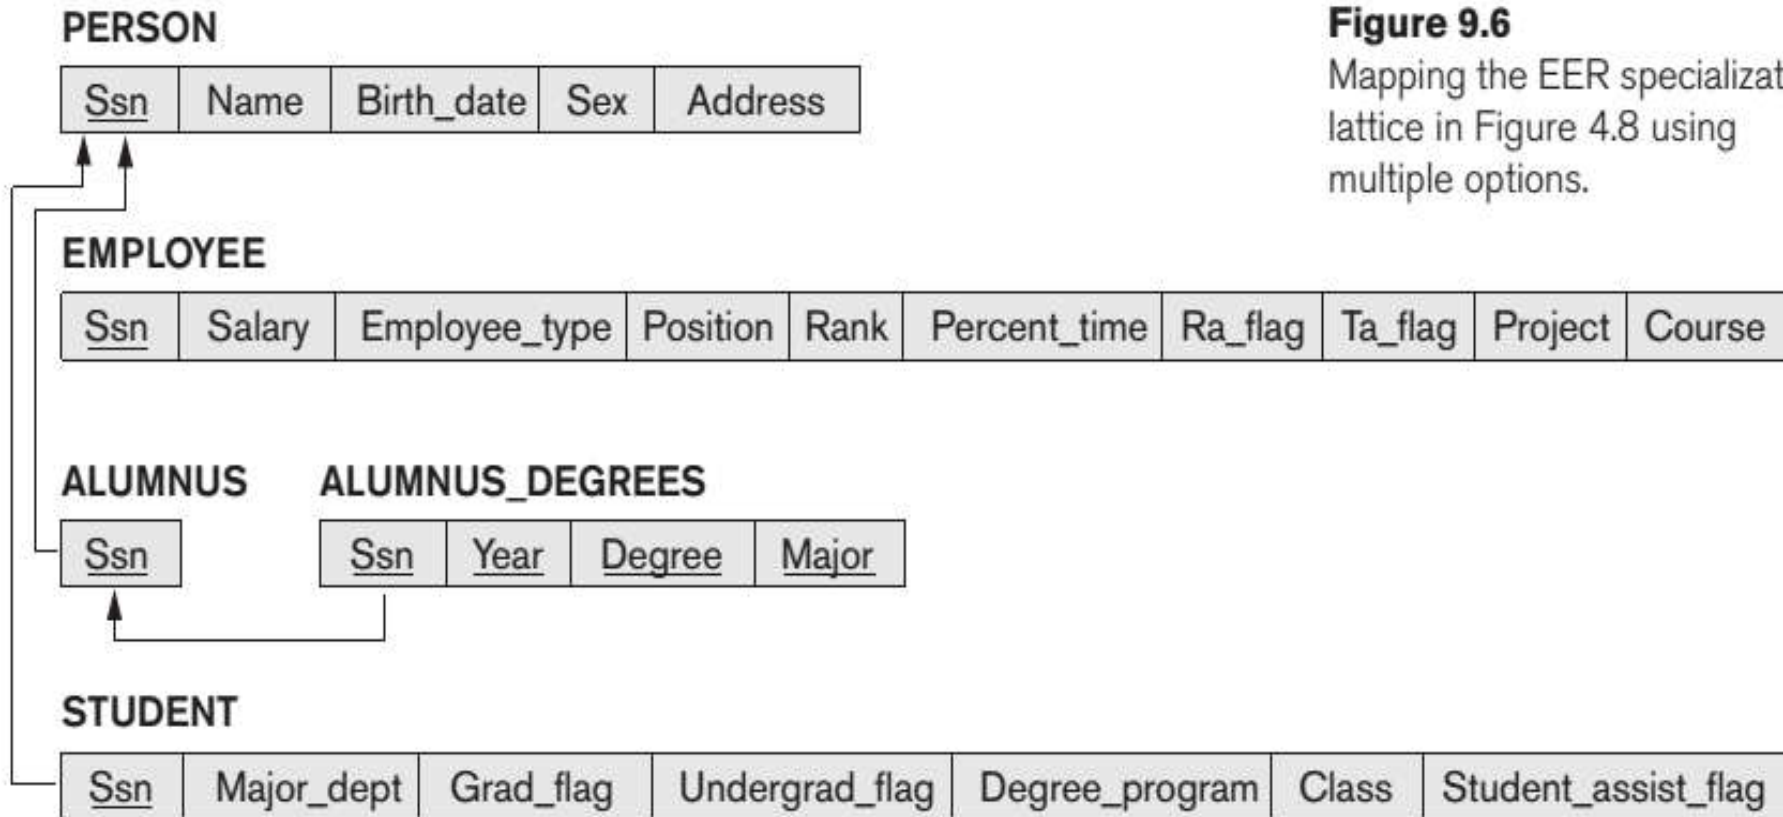 PERSON
Ssn Name Birth_date Sex Address
Figure 9.6
Mapping the EER specializat
lattice in Figure 4.8 using
multiple options.
EMPLOYEE
Ssn Salary Employee_type Position Rank Percent_time Ra_flag Ta_flag Project Course
ALUMNUS ALUMNUS_DEGREES
Ssn Ssn Year Degree Major
STUDENT
Ssn Major_dept Grad_flag Undergrad_flag Degree_program Class Student_assist_flag